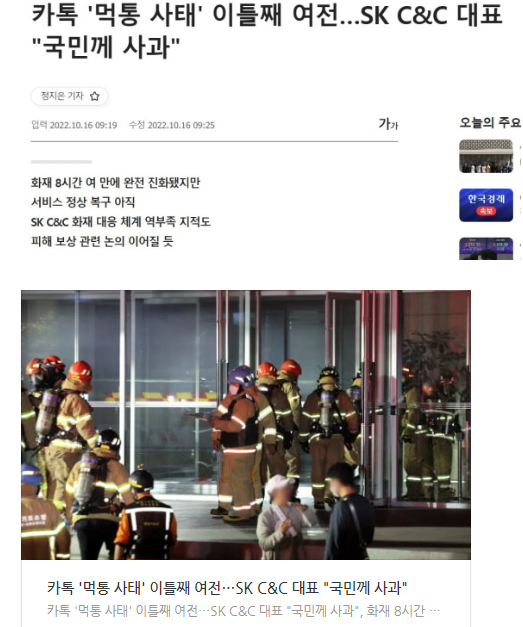 카톡 '먹통 사태' 이틀째 여전…SK C&C 대표
"국민께 사과"
정지은 기자 ☆
입력 2022.10.16 09:19 수정 2022.10.16 09:25
가가
오늘의 주요
화재 8시간 여 만에 완전 진화됐지만
서비스 정상 복구 아직
SK C&C 화재 대응 체계 역부족 지적도
피해 보상 관련 논의 이어질 듯
한국경제
속보
카톡 '먹통 사태' 이틀째 여전…SK C&C 대표 "국민께 사과"
카톡 '먹통 사태' 이틀째 여전…SK C&C 대표 "국민께 사과", 화재 8시간 …